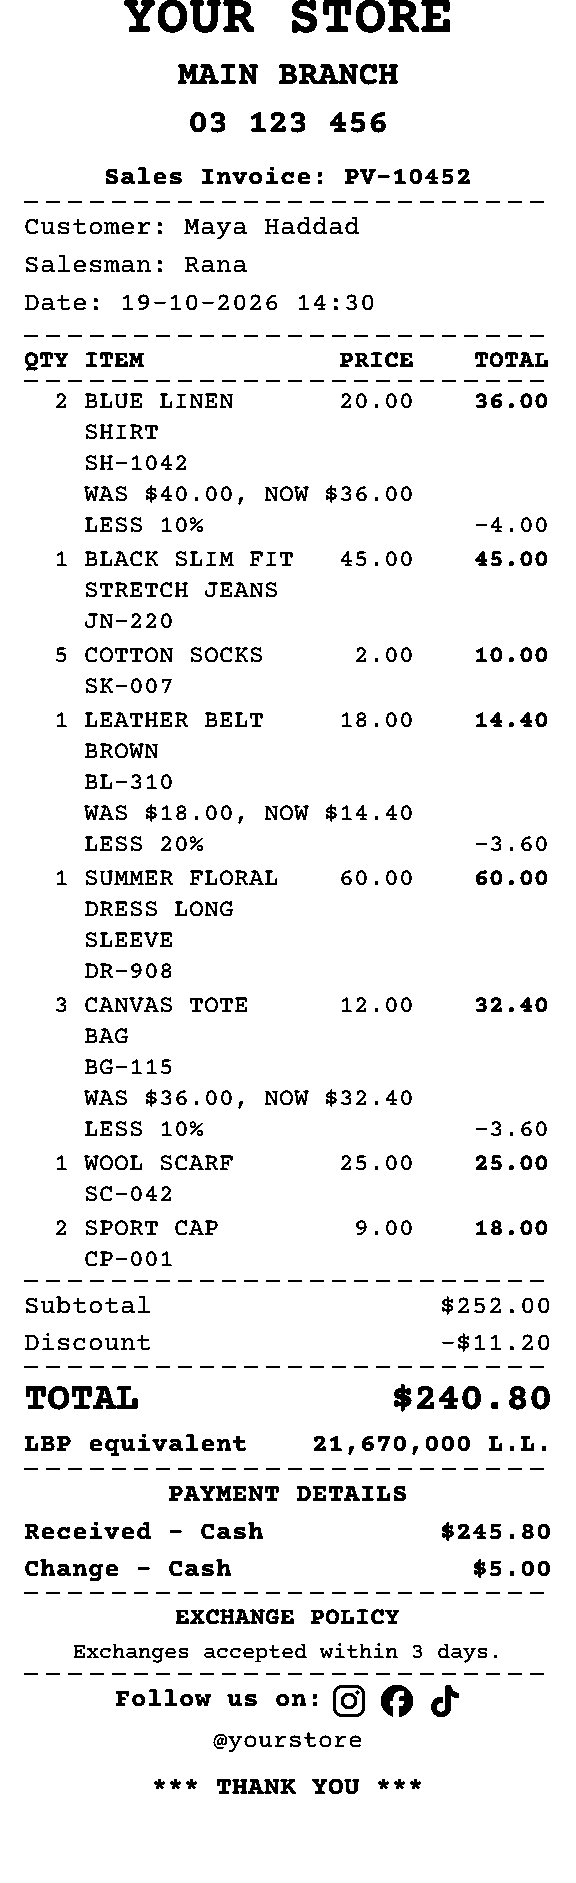 YOUR STORE
MAIN BRANCH
03 123 456
Sales Invoice: PV-10452
Customer: Maya Haddad
Salesman: Rana
Date: 19-10-2026 14:30
QTY ITEM PRICE TOTAL
2 BLUE LINEN 20.00 36.00
SHIRT
SH-1042
WAS $40.00, NOW $36.00
LESS 10% -4.00
1 BLACK SLIM FIT 45.00 45.00
STRETCH JEANS
JN-220
5 COTTON SOCKS 2.00 10.00
SK-007
1 LEATHER BELT 18.00 14.40
BROWN
BL-310
WAS $18.00, NOW $14.40
LESS 20% -3.60
1 SUMMER FLORAL 60.00 60.00
DRESS LONG
SLEEVE
DR-908
3 CANVAS TOTE 12.00 32.40
BAG
BG-115
WAS $36.00, NOW $32.40
LESS 10% -3.60
1 WOOL SCARF 25.00 25.00
SC-042
2 SPORT CAP 9.00 18.00
CP-001
Subtotal $252.00
Discount -$11.20
TOTAL $240.80
LBP equivalent 21,670,000 L.L.
PAYMENT DETAILS
Received - Cash $245.80
Change - Cash $5.00
EXCHANGE POLICY
Exchanges accepted within 3 days.
Follow us on:
@yourstore
*** THANK YOU ***